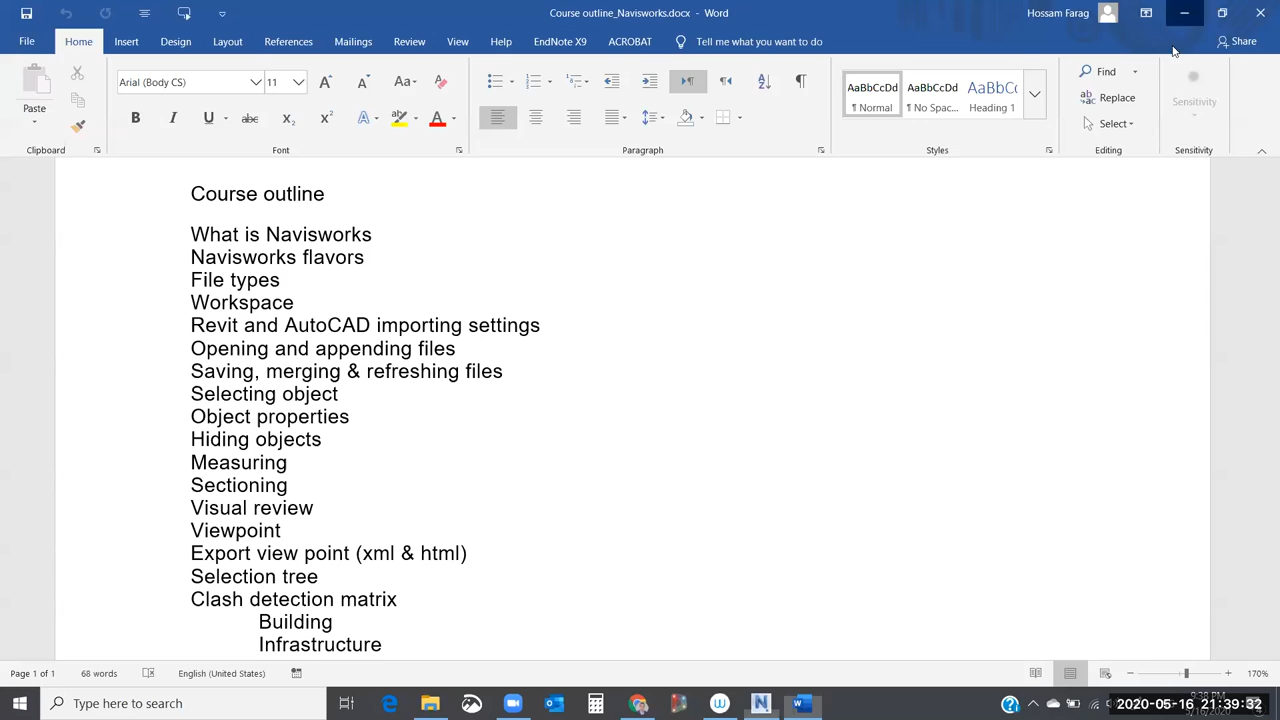 Course outline_Navisworks.docx - Word
Hossam Farag
File Home Insert Design Layout References Mailings Review View Help EndNote X9 ACROBAT Tell me what you want to do Share
Arial (Body CS) 11
Paste
AaBbCcDd AaBbCcDd AaBbCc
¶ Normal ¶ No Spac... Heading 1
Find
Replace
Select
Sensitivity
Clipboard Font Paragraph Styles Editing Sensitivity
Course outline
What is Navisworks
Navisworks flavors
File types
Workspace
Revit and AutoCAD importing settings
Opening and appending files
Saving, merging & refreshing files
Selecting object
Object properties
Hiding objects
Measuring
Sectioning
Visual review
Viewpoint
Export view point (xml & html)
Selection tree
Clash detection matrix
Building
Infrastructure
Page 1 of 1 68 words English (United States) 170%
Type here to search
9:38 PM
2020-05-16 21:39:32
5/16/2020